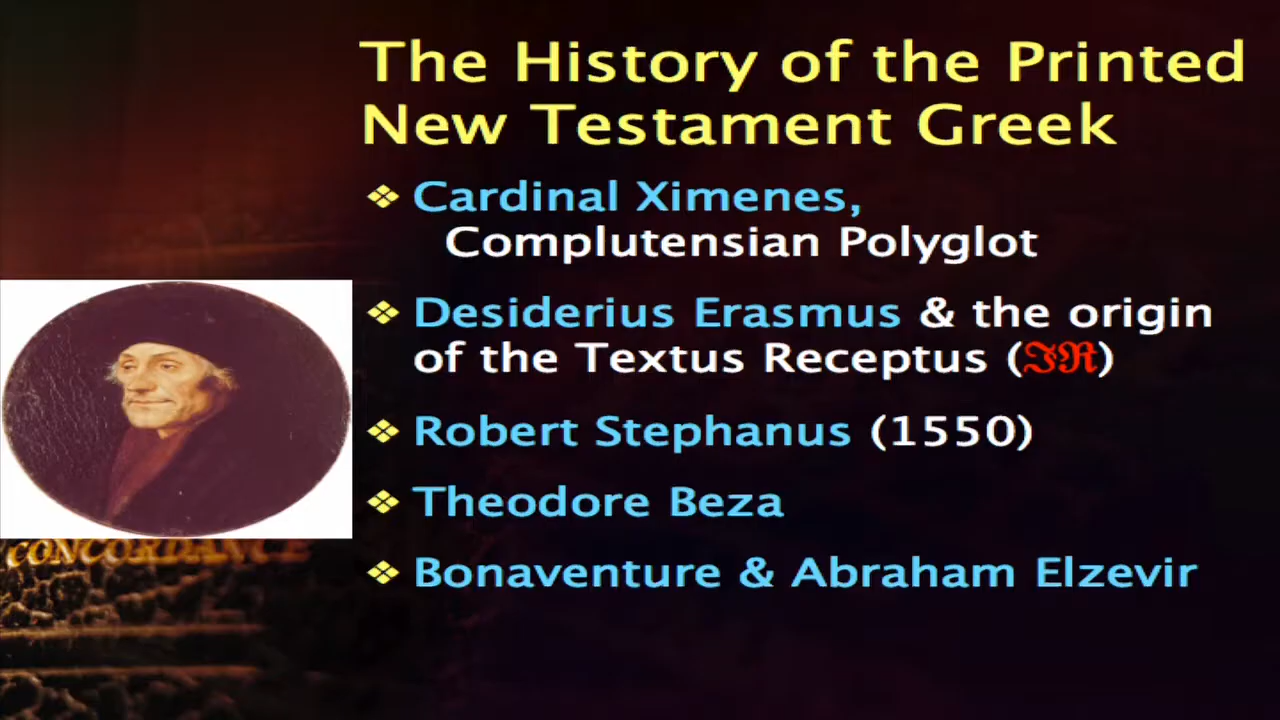 The History of the Printed
New Testament Greek
❖ Cardinal Ximenes,
Complutensian Polyglot
❖ Desiderius Erasmus & the origin
of the Textus Receptus (𝕿𝕽)
❖ Robert Stephanus (1550)
❖ Theodore Beza
❖ Bonaventure & Abraham Elzevir
CONCORDANCE